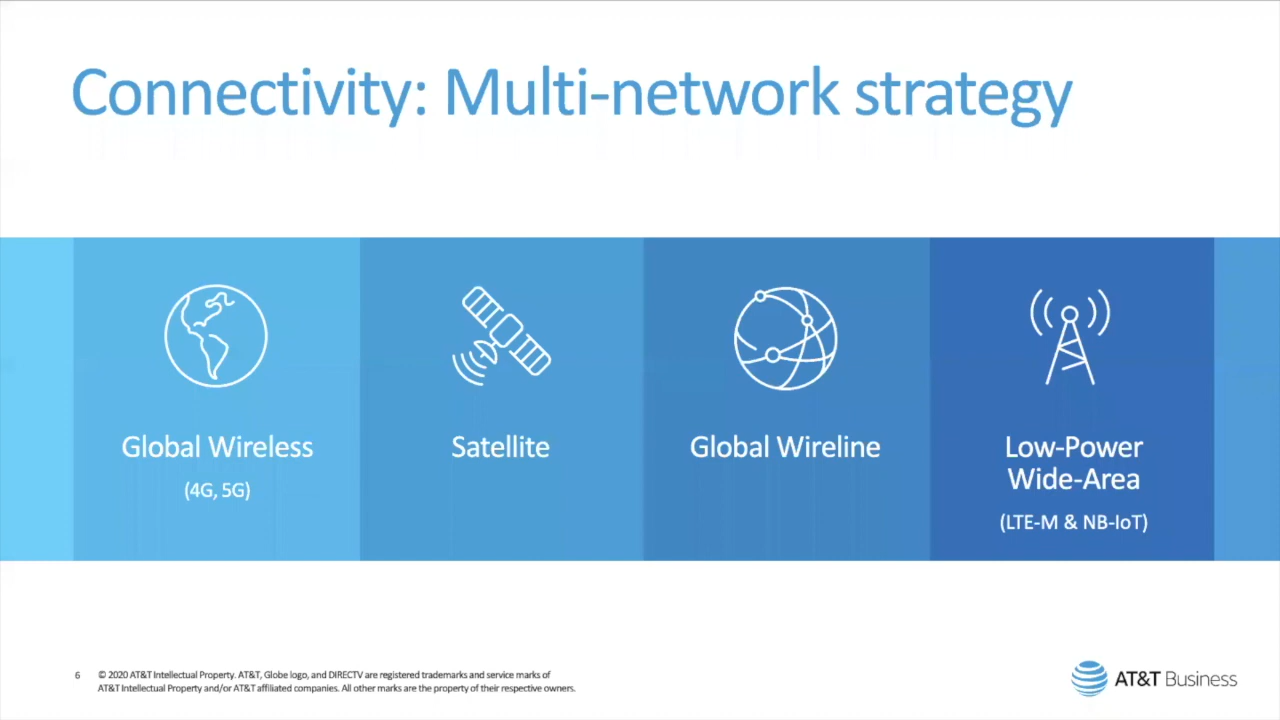 Connectivity: Multi-network strategy
Global Wireless
(4G, 5G)
Satellite
Global Wireline
Low-Power
Wide-Area
(LTE-M & NB-IoT)
6
© 2020 AT&T Intellectual Property. AT&T, Globe logo, and DIRECTV are registered trademarks and service marks of
AT&T Intellectual Property and/or AT&T affiliated companies. All other marks are the property of their respective owners.
AT&T Business